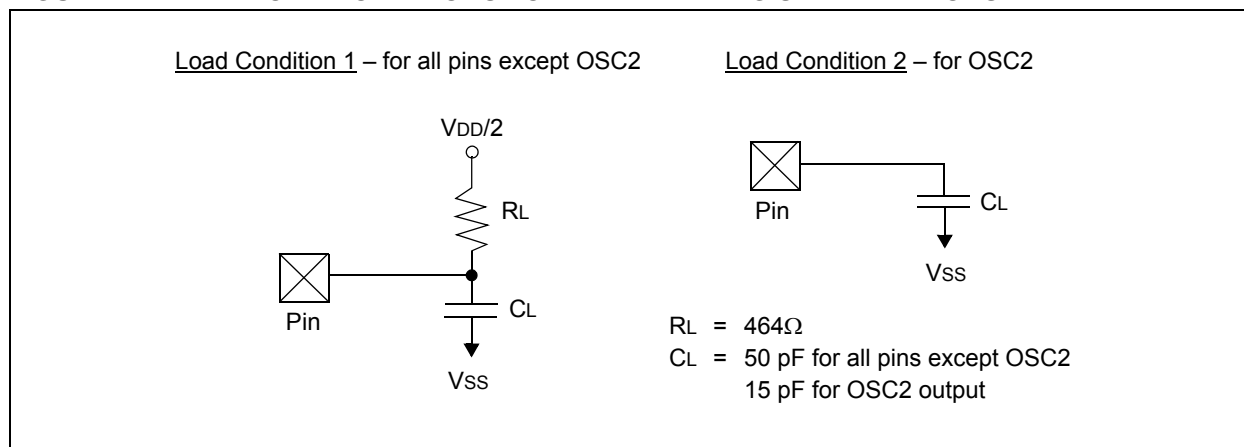 Load Condition 1 – for all pins except OSC2
VDD/2
RL
Pin
CL
VSS
Load Condition 2 – for OSC2
Pin
CL
VSS
RL = 464Ω
CL = 50 pF for all pins except OSC2
15 pF for OSC2 output